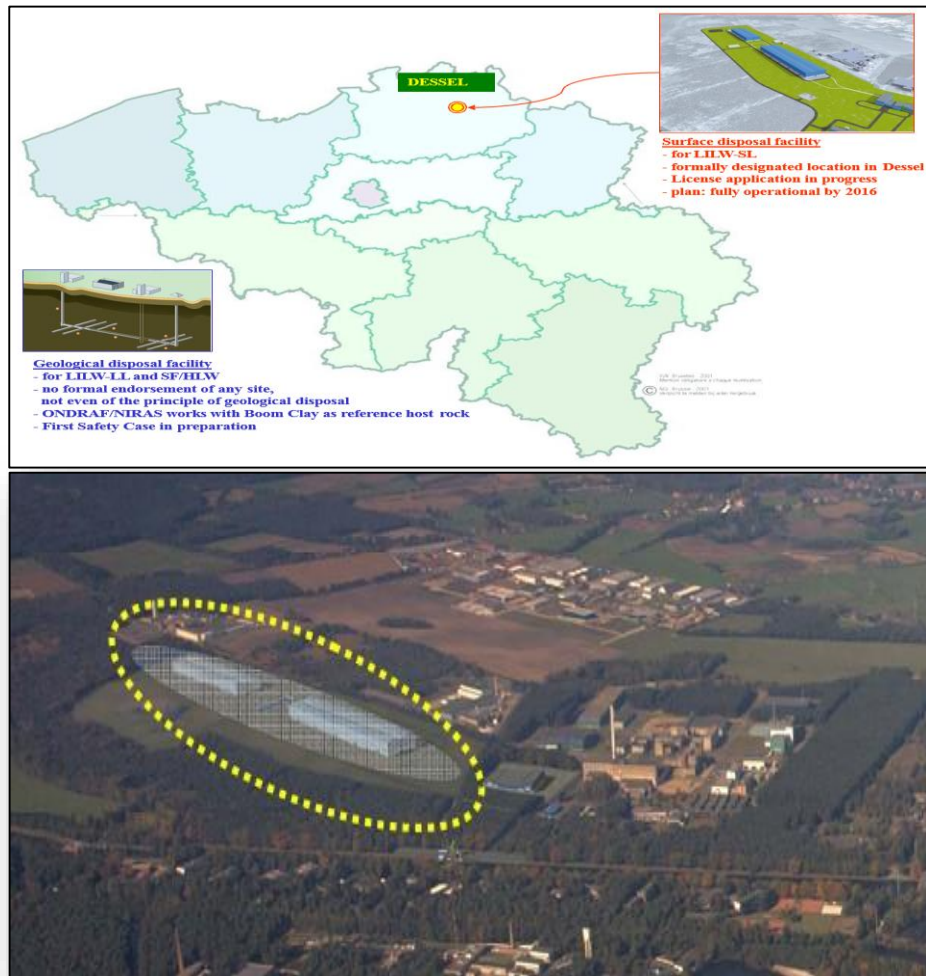 DESSEL
Surface disposal facility
- for LILW-SL
- formally designated location in Dessel
- License application in progress
- plan: fully operational by 2016
Geological disposal facility
- for LILW-LL and SF/HLW
- no formal endorsement of any site,
not even of the principle of geological disposal
- ONDRAF/NIRAS works with Boom Clay as reference host rock
- First Safety Case in preparation
©